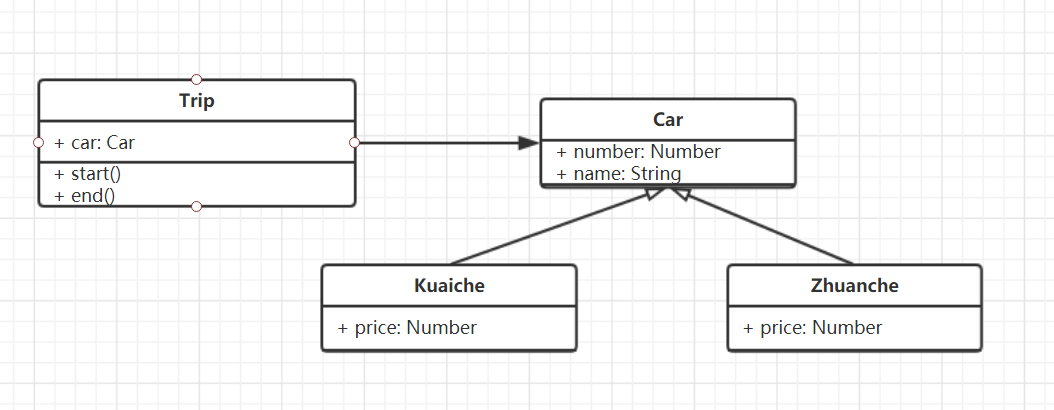 Trip
+ car: Car
+ start()
+ end()
Car
+ number: Number
+ name: String
Kuaiche
+ price: Number
Zhuanche
+ price: Number